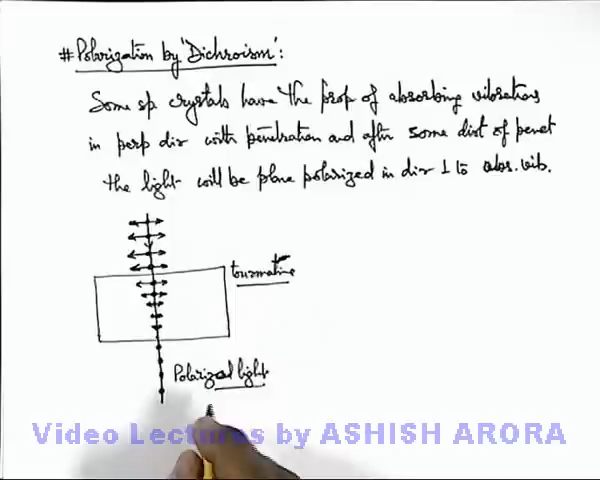 # Polarization by 'Dichroism':
Some sp. crystals have the prop of absorbing vibrations
in perp dir with penetration and after some dist of penet
the light will be plane polarized in dir ⊥ to abs. vib.
tourmatine
Polarized light
Video Lectures by ASHISH ARORA